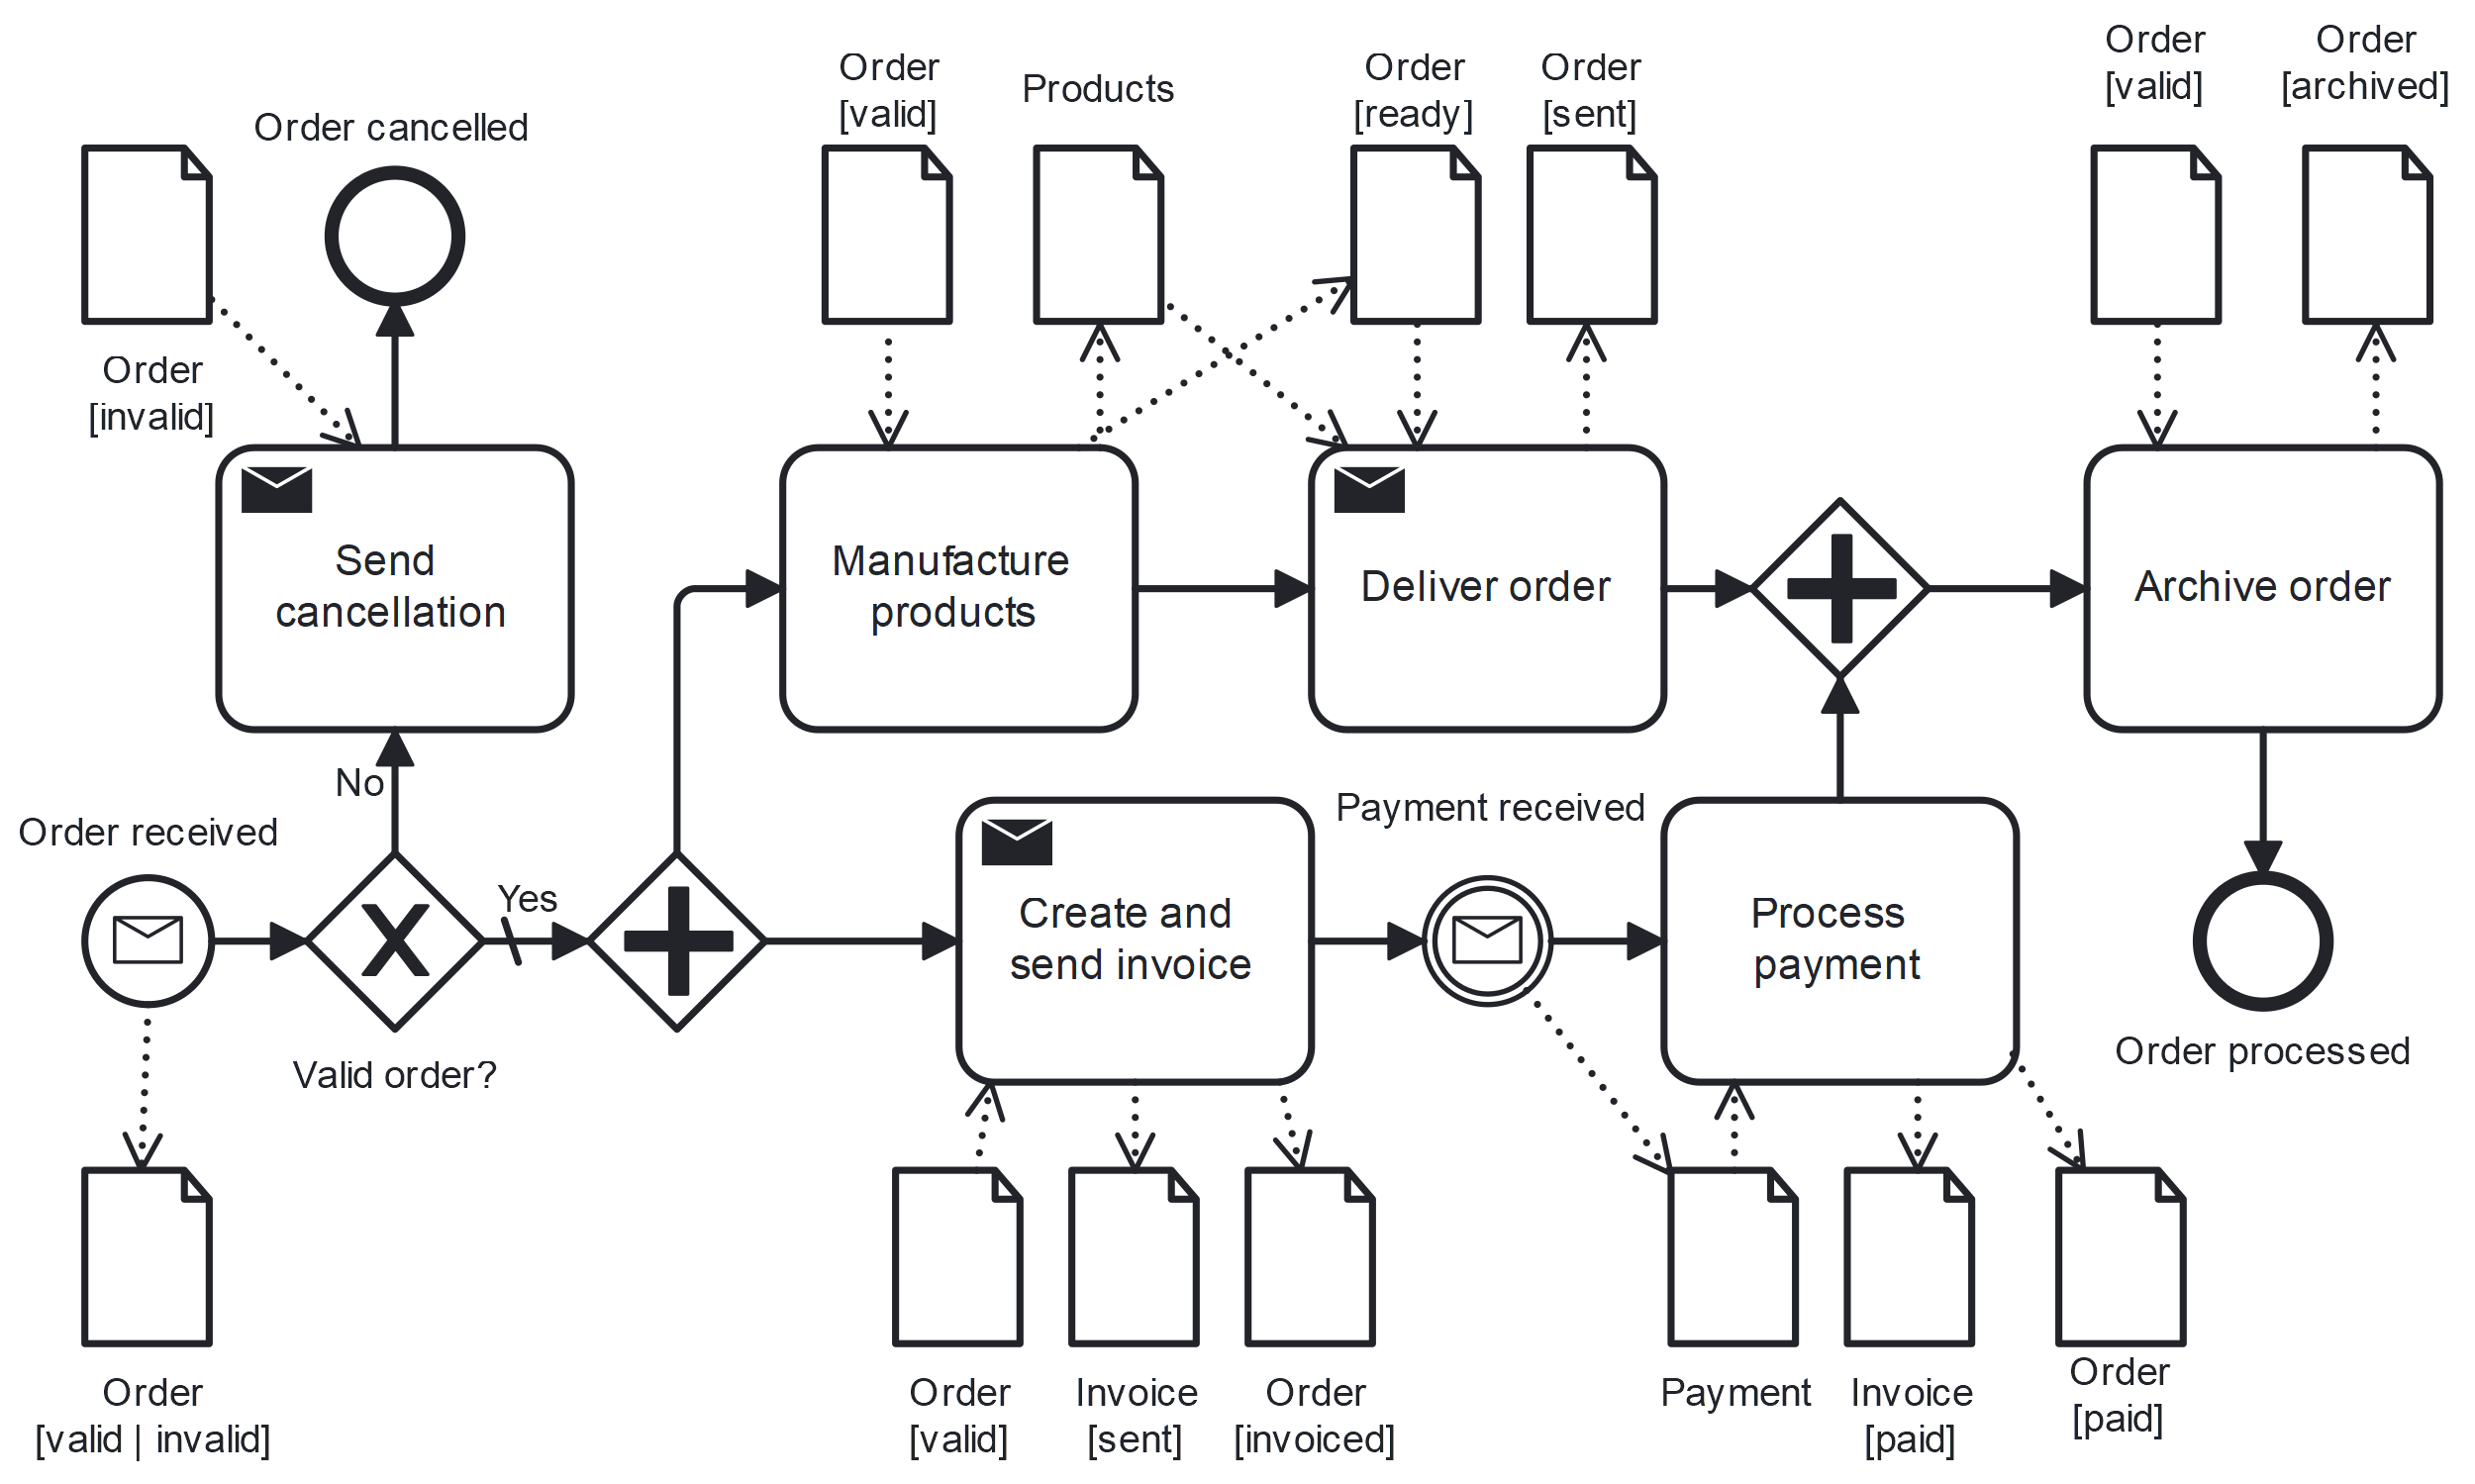 Order
[valid]
Order
[archived]
Order
[valid]
Products
Order
[ready]
Order
[sent]
Order cancelled
Order
[invalid]
Send
cancellation
Manufacture
products
Deliver order
Archive order
No
Order received
Yes
Valid order?
Create and
send invoice
Payment received
Process
payment
Order processed
Order
[valid | invalid]
Order
[valid]
Invoice
[sent]
Order
[invoiced]
Payment
Invoice
[paid]
Order
[paid]